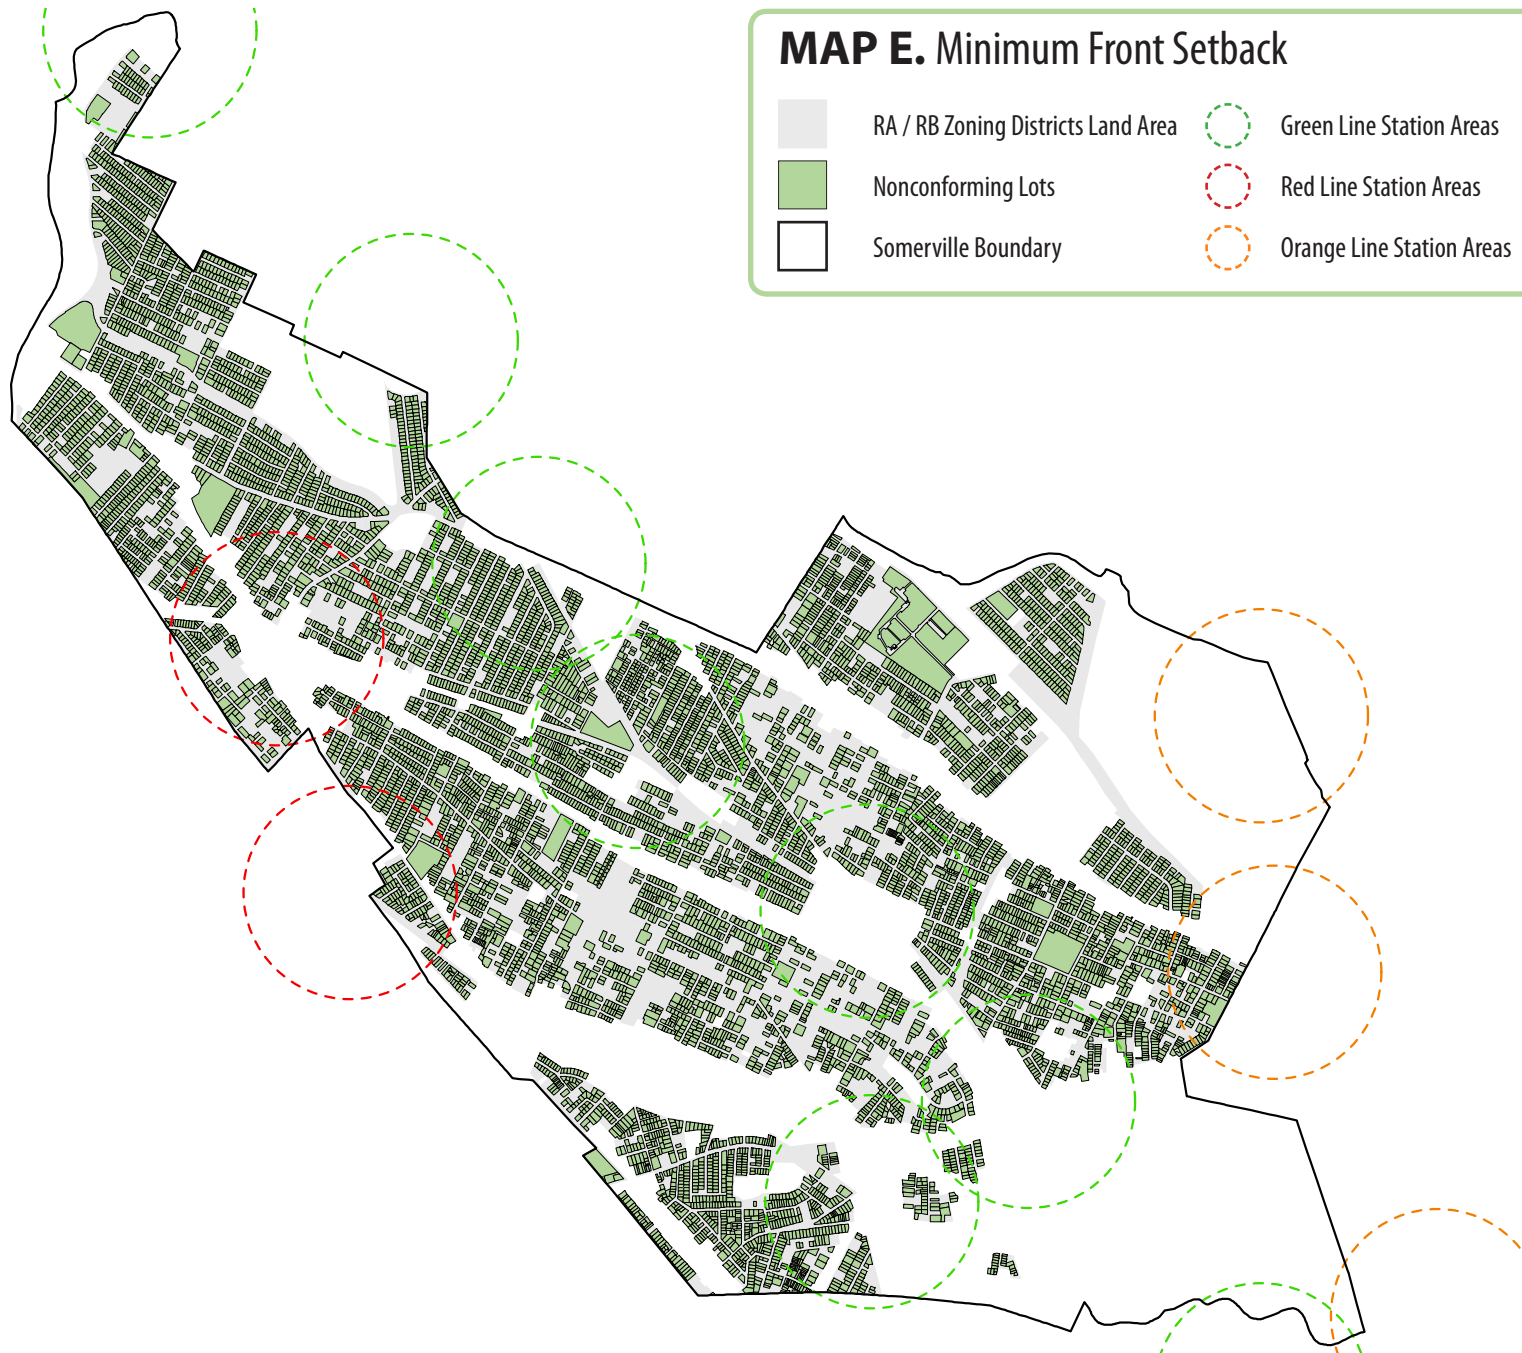 MAP E. Minimum Front Setback
RA / RB Zoning Districts Land Area
Nonconforming Lots
Somerville Boundary
Green Line Station Areas
Red Line Station Areas
Orange Line Station Areas